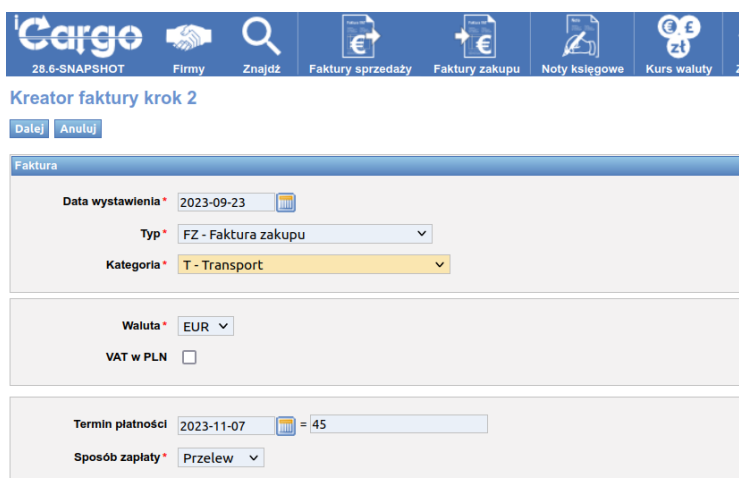 iCargo
28.6-SNAPSHOT Firmy Znajdź Faktury sprzedaży Faktury zakupu Noty księgowe Kurs waluty
Kreator faktury krok 2
Dalej Anuluj
Faktura
Data wystawienia* 2023-09-23
Typ* FZ - Faktura zakupu
Kategoria* T - Transport
Waluta* EUR
VAT w PLN
Termin płatności 2023-11-07 = 45
Sposób zapłaty* Przelew